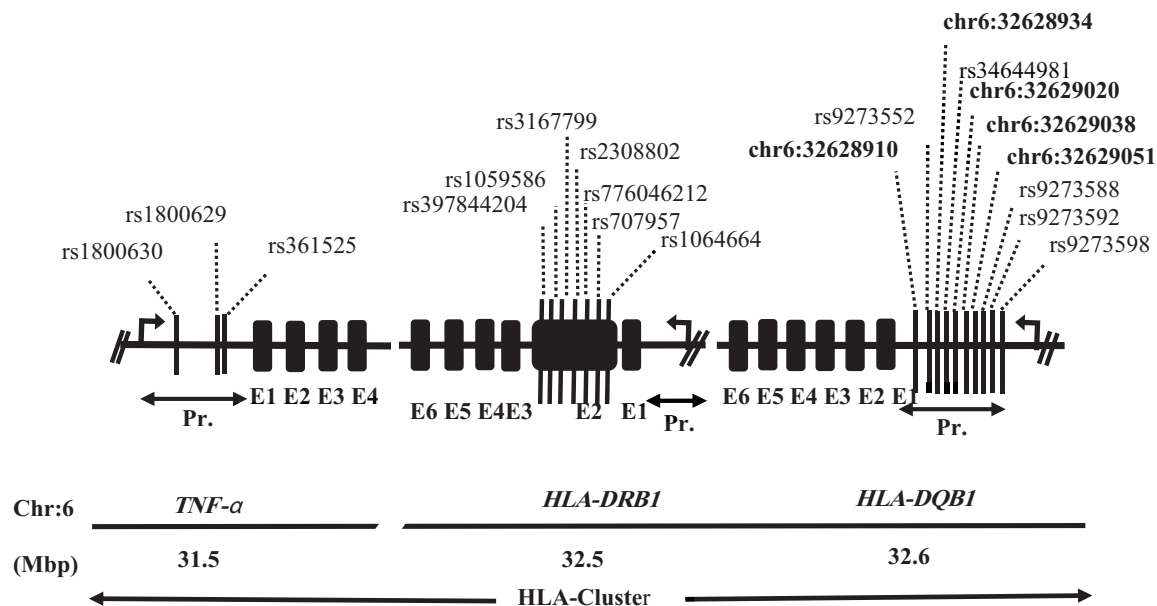 chr6:32628934
rs34644981
chr6:32629020
rs3167799
rs9273552
chr6:32629038
rs2308802
chr6:32628910
chr6:32629051
rs1059586
rs776046212
rs9273588
rs397844204
rs1800629
rs707957
rs9273592
rs1800630
rs361525
rs1064664
rs9273598
E1 E2 E3 E4
E6 E5 E4E3 E2 E1
E6 E5 E4 E3 E2 E1
Pr.
Pr.
Pr.
Chr:6 TNF-α HLA-DRB1 HLA-DQB1
(Mbp) 31.5 32.5 32.6
HLA-Cluster